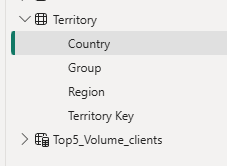 Territory
Country
Group
Region
Territory Key
Top5_Volume_clients